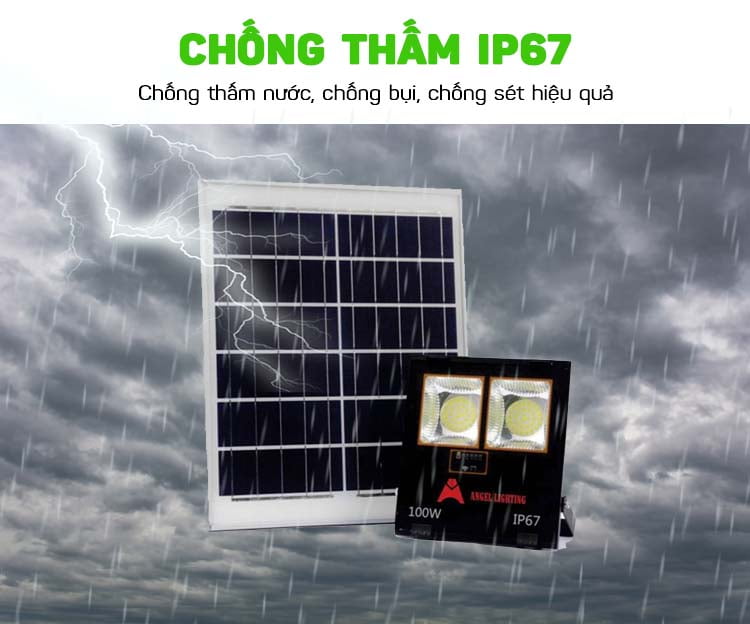 CHỐNG THẤM IP67
Chống thấm nước, chống bụi, chống sét hiệu quả
ANGEL LIGHTING
100W IP67